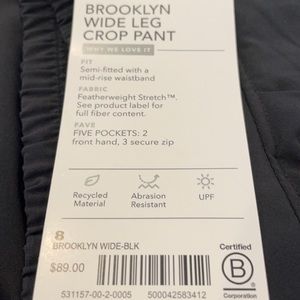 BROOKLYN
WIDE LEG
CROP PANT
WHY WE LOVE IT
FIT
Semi-fitted with a
mid-rise waistband
FABRIC
Featherweight Stretch™.
See product label for
full fiber content.
FAVE
FIVE POCKETS: 2
front hand, 3 secure zip
Recycled
Material
Abrasion
Resistant
UPF
8
BROOKLYN WIDE-BLK
$89.00
531157-00-2-0005
500042583412
Certified
B
Corporation